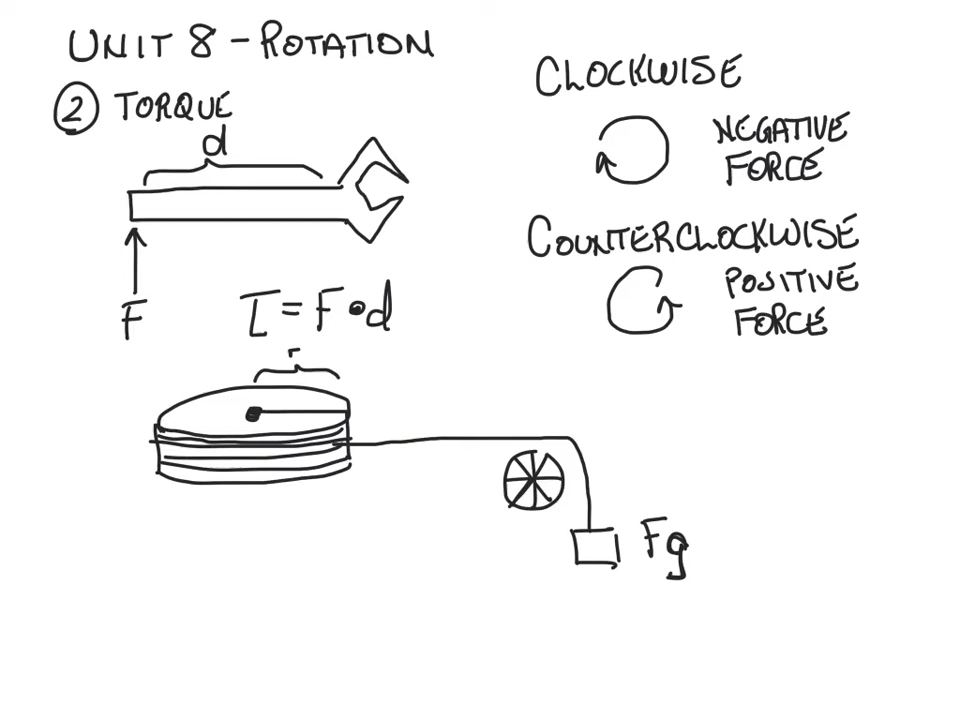 UNIT 8 - ROTATION
2 TORQUE
d
F
τ = F • d
r
Fg
CLOCKWISE
NEGATIVE
FORCE
COUNTERCLOCKWISE
POSITIVE
FORCE